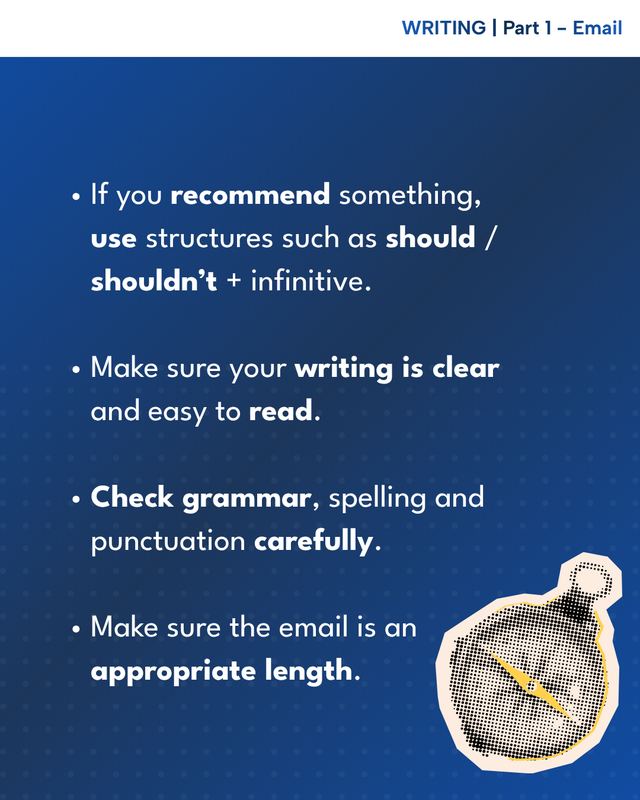 WRITING | Part 1 – Email
• If you recommend something,
use structures such as should /
shouldn’t + infinitive.
• Make sure your writing is clear
and easy to read.
• Check grammar, spelling and
punctuation carefully.
• Make sure the email is an
appropriate length.